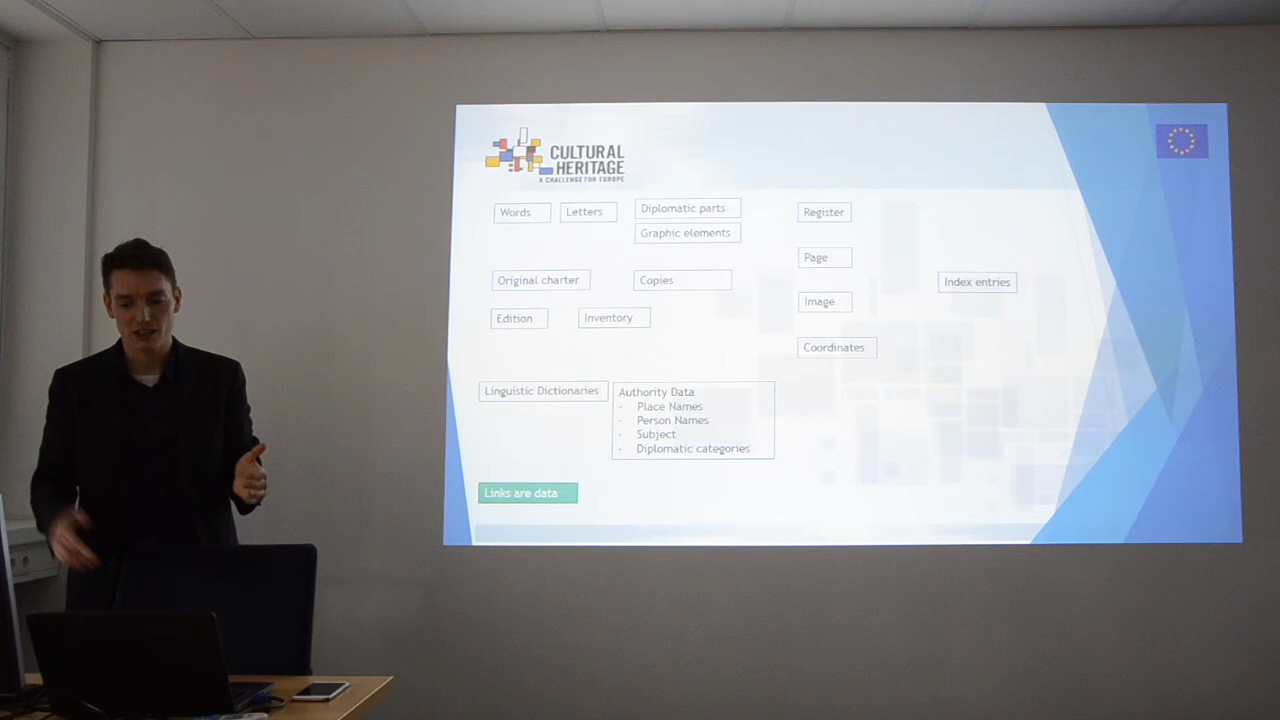 CULTURAL
HERITAGE
A CHALLENGE FOR EUROPE
Words
Letters
Diplomatic parts
Graphic elements
Register
Page
Original charter
Copies
Index entries
Image
Edition
Inventory
Coordinates
Linguistic Dictionaries
Authority Data
- Place Names
- Person Names
- Subject
- Diplomatic categories
Links are data